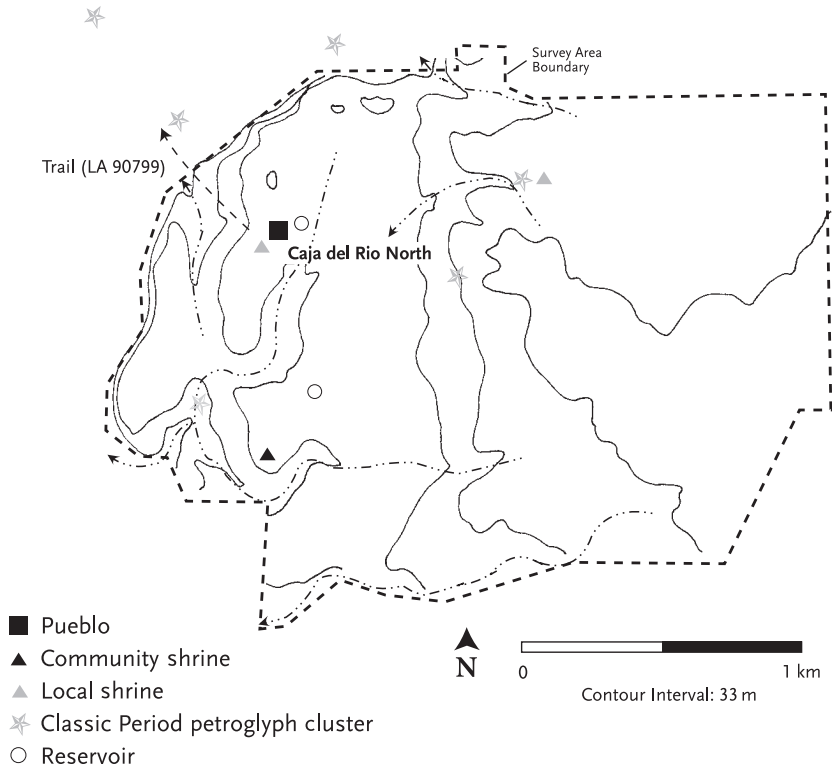 Survey Area
Boundary
Trail (LA 90799)
Caja del Rio North
Pueblo
Community shrine
Local shrine
Classic Period petroglyph cluster
Reservoir
N
0
1 km
Contour Interval: 33 m